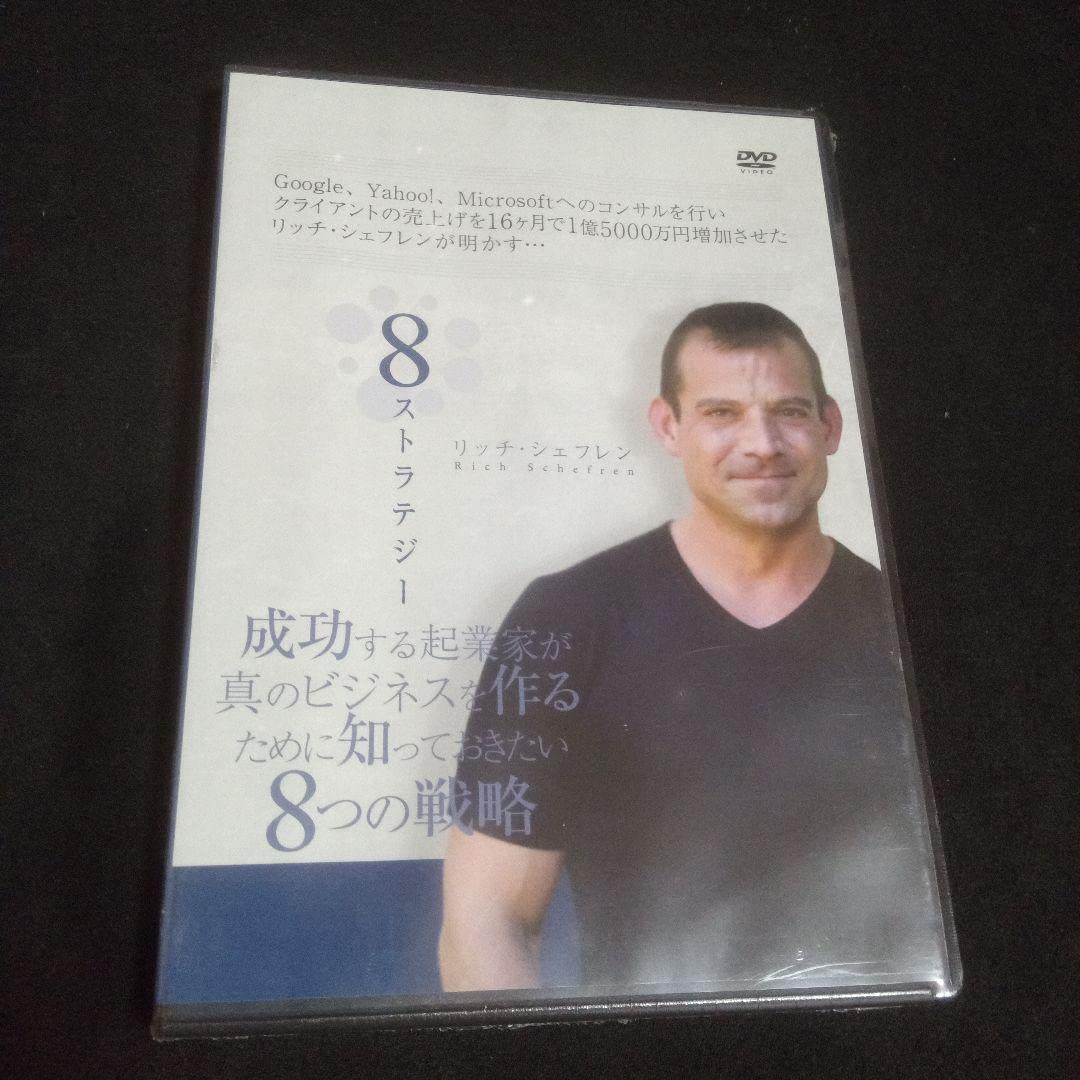 DVD
VIDEO
Google、Yahoo!、Microsoftへのコンサルを行い
クライアントの売上げを16ヶ月で1億5000万円増加させた
リッチ・シェフレンが明かす…
8ストラテジー
リッチ・シェフレン
Rich Schefren
成功する起業家が
真のビジネスを作る
ために知っておきたい
8つの戦略